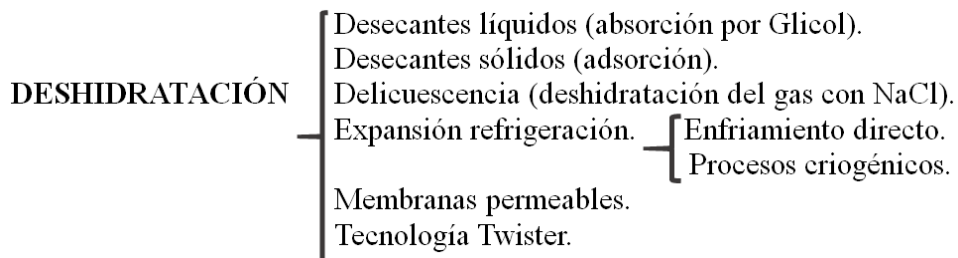 Desecantes líquidos (absorción por Glicol).
Desecantes sólidos (adsorción).
DESHIDRATACIÓN
Delicuescencia (deshidratación del gas con NaCl).
Expansión refrigeración.
Enfriamiento directo.
Procesos criogénicos.
Membranas permeables.
Tecnología Twister.